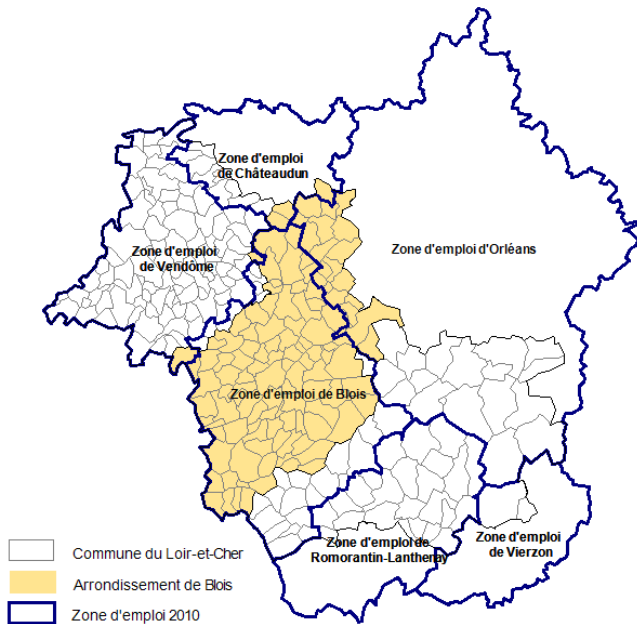 Zone d'emploi
de Châteaudun
Zone d'emploi
de Vendôme
Zone d'emploi d'Orléans
Zone d'emploi de Blois
Zone d'emploi de
Romorantin-Lanthenay
Zone d'emploi
de Vierzon
Commune du Loir-et-Cher
Arrondissement de Blois
Zone d'emploi 2010